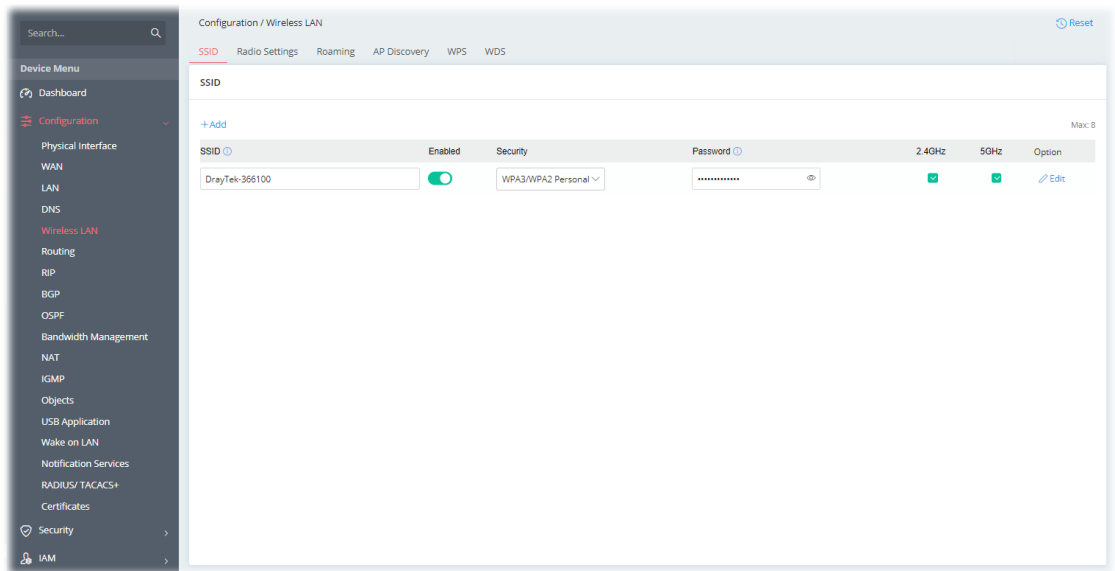 Search...
Device Menu
Dashboard
Configuration
Physical Interface
WAN
LAN
DNS
Wireless LAN
Routing
RIP
BGP
OSPF
Bandwidth Management
NAT
IGMP
Objects
USB Application
Wake on LAN
Notification Services
RADIUS/ TACACS+
Certificates
Security
IAM
Configuration / Wireless LAN
Reset
SSID Radio Settings Roaming AP Discovery WPS WDS
SSID
+Add
Max: 8
SSID Enabled Security Password 2.4GHz 5GHz Option
DrayTek-366100 WPA3/WPA2 Personal ••••••••••••• Edit